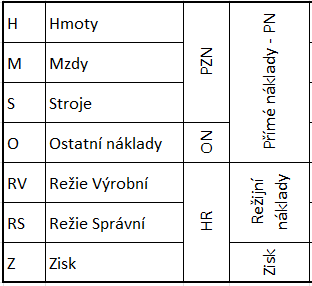 H Hmoty
M Mzdy
S Stroje
O Ostatní náklady
RV Režie Výrobní
RS Režie Správní
Z Zisk
PZN
ON
HR
Přímé náklady - PN
Režijní
náklady
Zisk